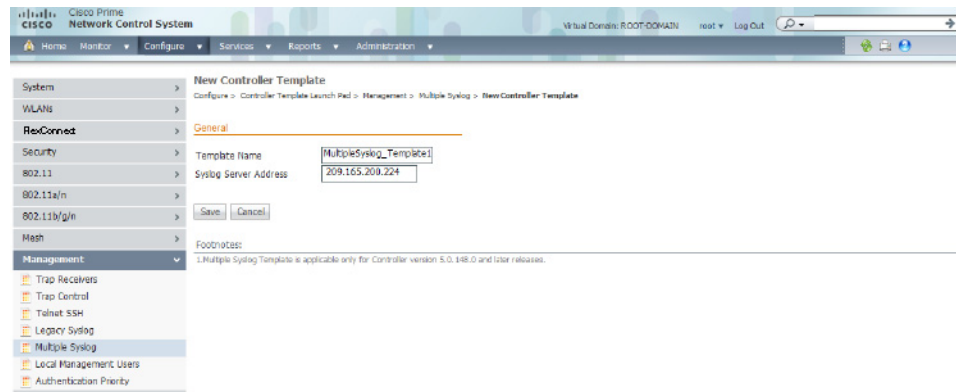 Cisco Prime
CISCO Network Control System
Virtual Domain: ROOT-DOMAIN root Log Out
Home Monitor Configure Services Reports Administration
System
WLANs
FlexConnect
Security
802.11
802.11a/n
802.11b/g/n
Mesh
Management
Trap Receivers
Trap Control
Telnet SSH
Legacy Syslog
Multiple Syslog
Local Management Users
Authentication Priority
New Controller Template
Configure > Controller Template Launch Pad > Management > Multiple Syslog > New Controller Template
General
Template Name MultipleSyslog_Template1
Syslog Server Address 209.165.200.224
Save Cancel
Footnotes:
1.Multiple Syslog Template is applicable only for Controller version 5.0.148.0 and later releases.